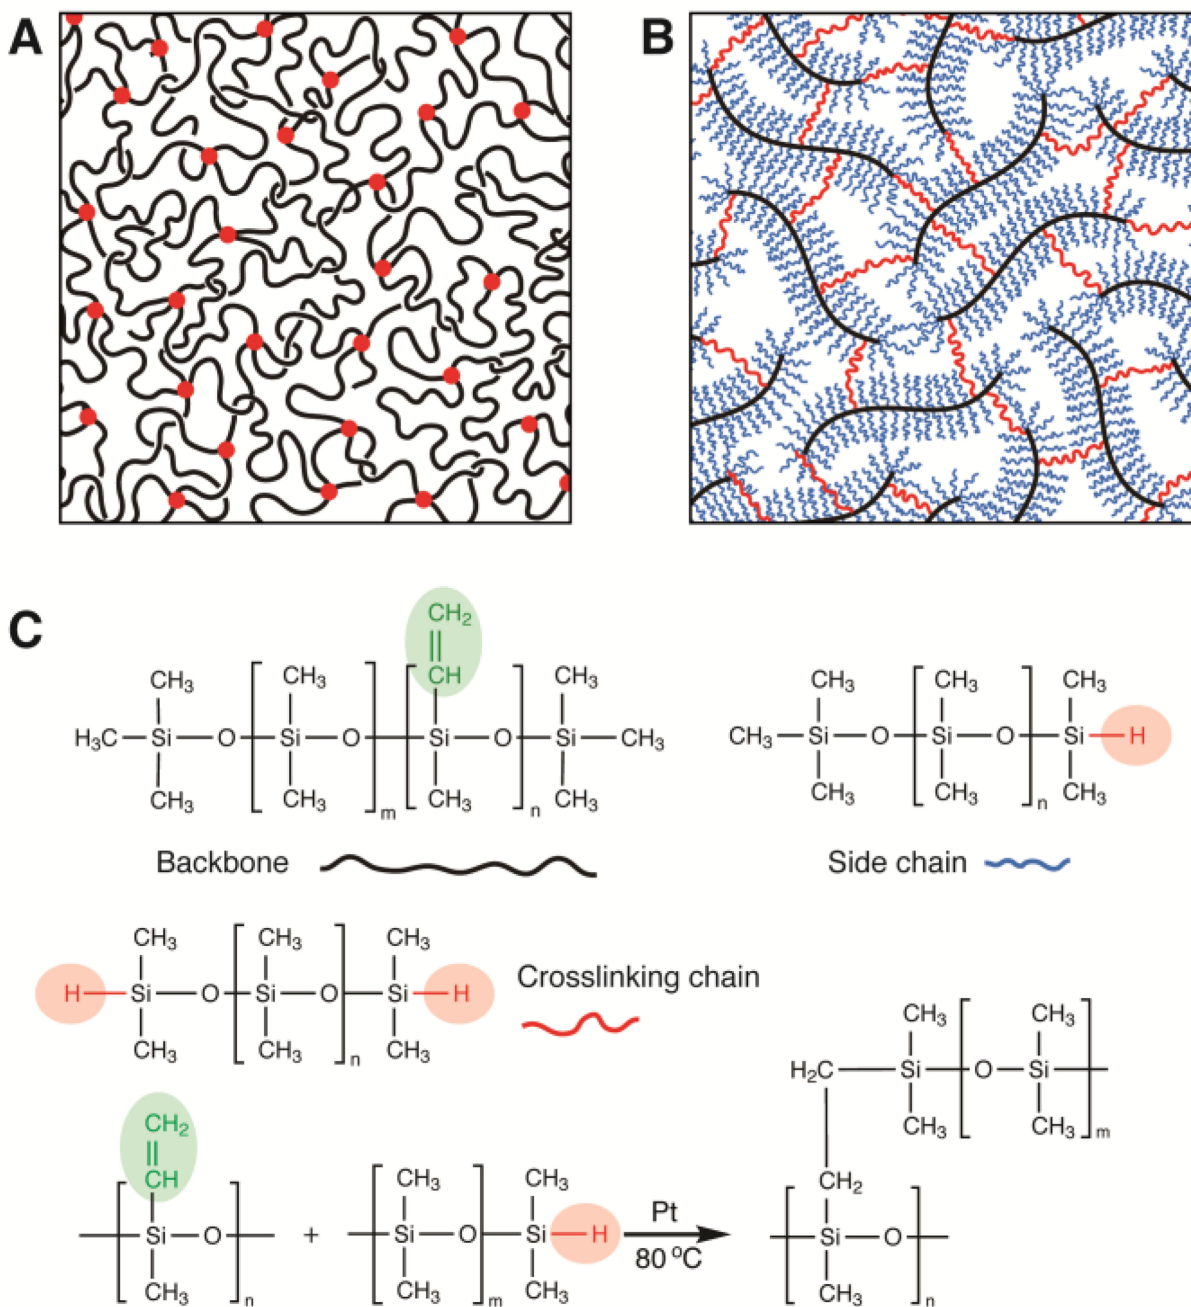 A
B
C
CH₂
CH
CH₃ CH₃ CH₃
H₃C Si O Si O Si O Si CH₃
CH₃ CH₃ m CH₃ n CH₃
CH₃ CH₃ CH₃
CH₃ Si O Si O Si H
CH₃ CH₃ n CH₃
Backbone
Side chain
CH₃ CH₃ CH₃
H Si O Si O Si H
CH₃ CH₃ n CH₃
Crosslinking chain
CH₂
CH
Si O
CH₃ n
+
CH₃ CH₃
Si O Si H
CH₃ m CH₃
Pt
80 ºC
CH₃ CH₃
H₂C Si O Si
CH₃ CH₃ m
CH₂
Si O
CH₃ n